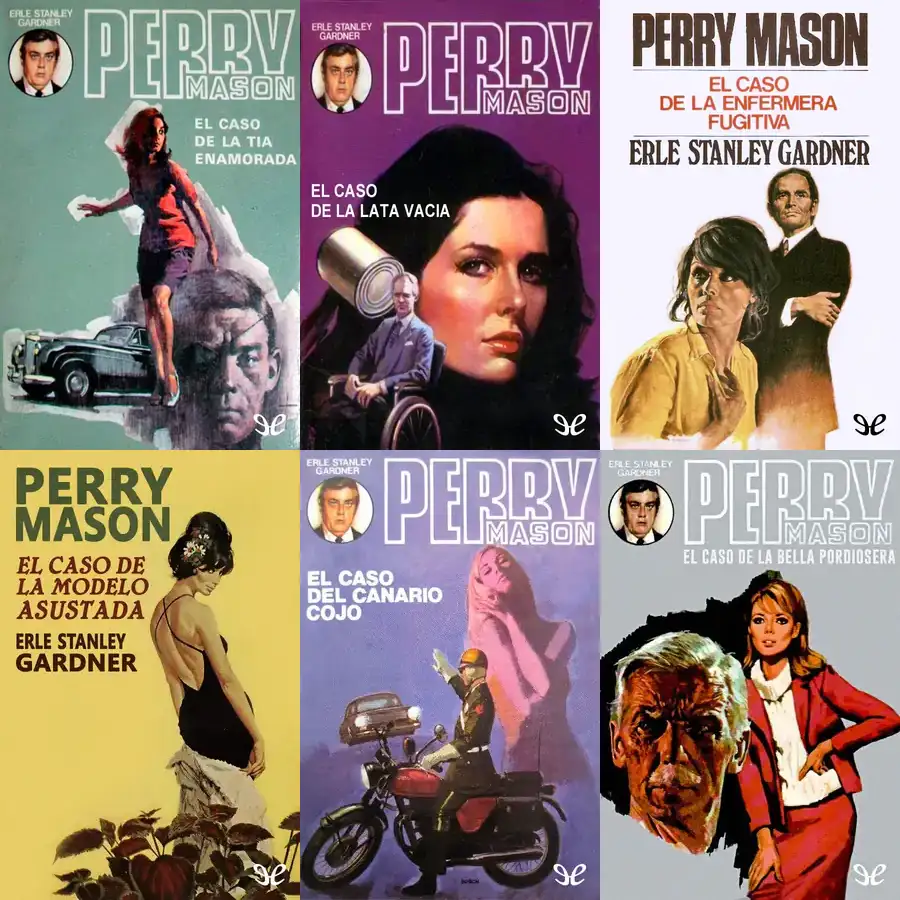 ERLE STANLEY
GARDNER
PERRY
MASON
EL CASO
DE LA TIA
ENAMORADA
ERLE STANLEY
GARDNER
PERRY
MASON
EL CASO
DE LA LATA VACIA
PERRY MASON
EL CASO
DE LA ENFERMERA
FUGITIVA
ERLE STANLEY GARDNER
PERRY
MASON
EL CASO DE
LA MODELO
ASUSTADA
ERLE STANLEY
GARDNER
ERLE STANLEY
GARDNER
PERRY
MASON
EL CASO
DEL CANARIO
COJO
ERLE STANLEY
GARDNER
PERRY
MASON
EL CASO DE LA BELLA PORDIOSERA